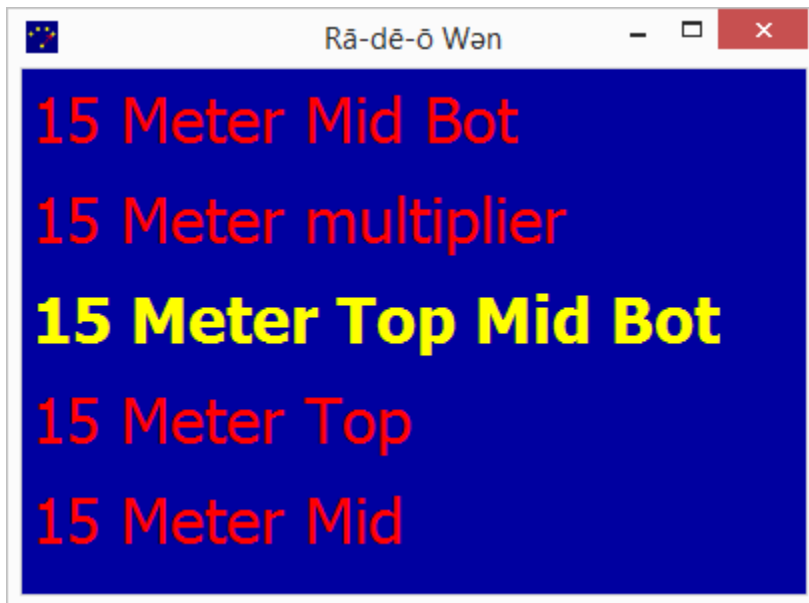 Rā-dē-ō Wən
15 Meter Mid Bot
15 Meter multiplier
15 Meter Top Mid Bot
15 Meter Top
15 Meter Mid